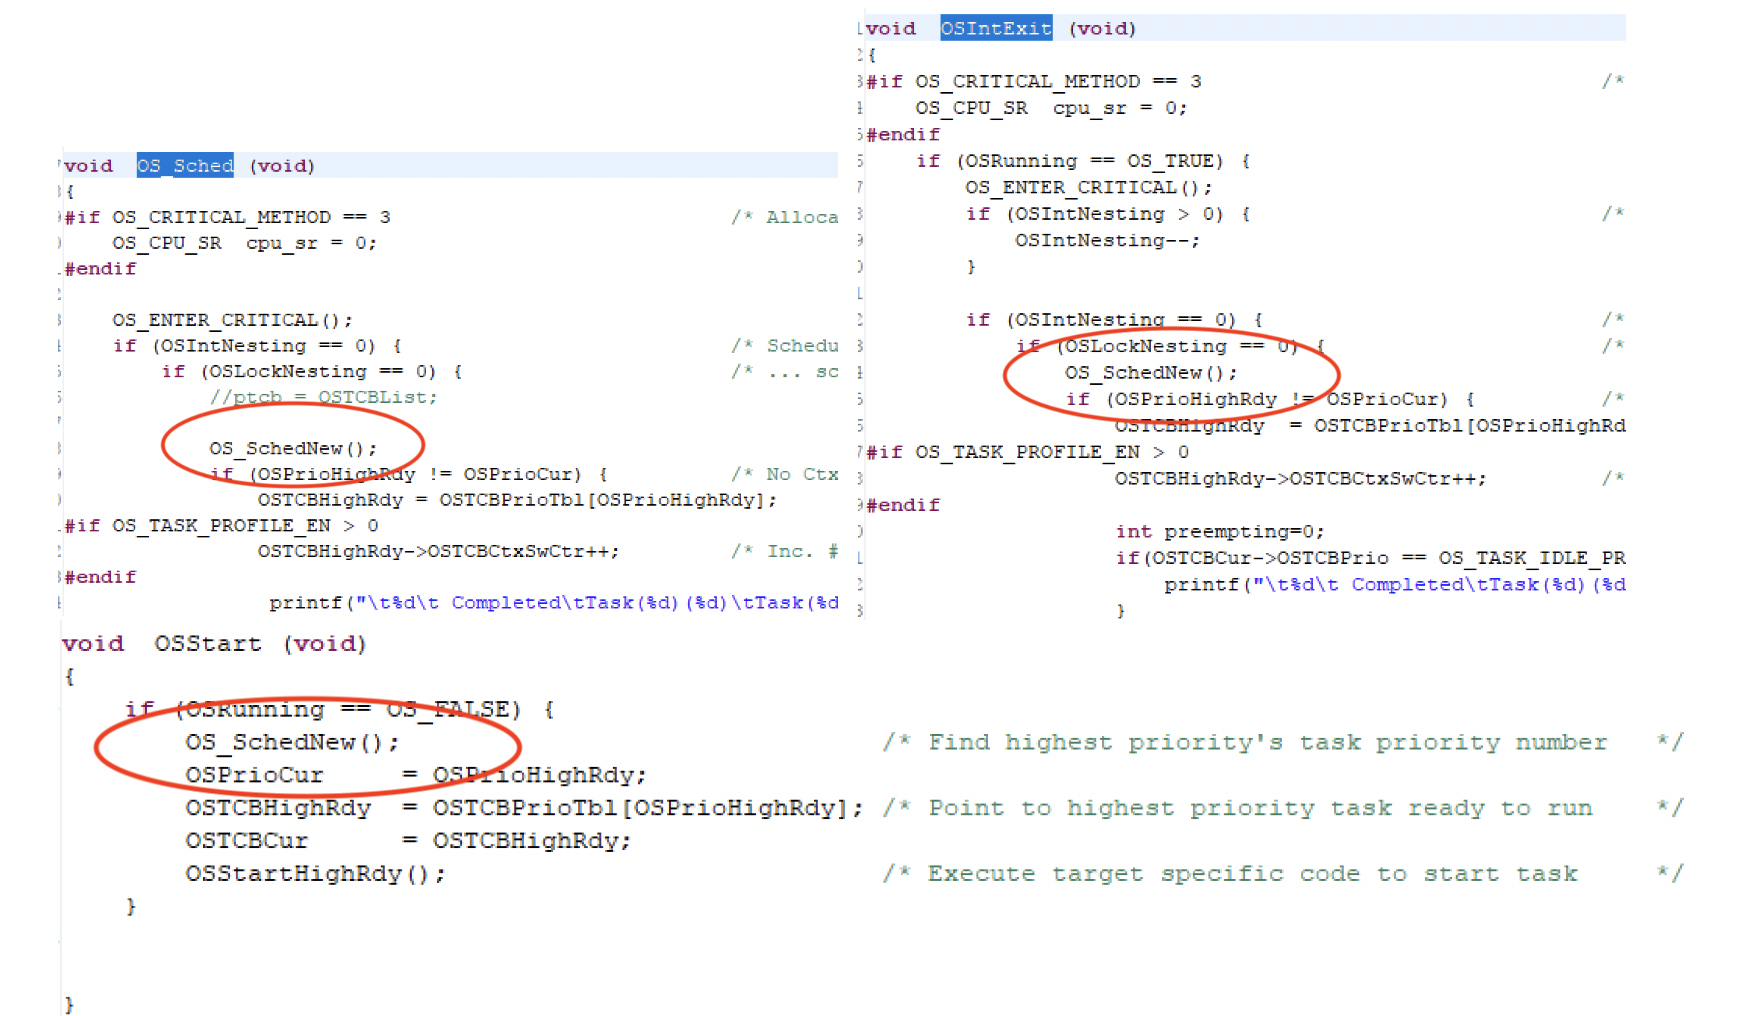 void  OS_Sched (void)
{
#if OS_CRITICAL_METHOD == 3                            /* Alloca
    OS_CPU_SR  cpu_sr = 0;
#endif
    OS_ENTER_CRITICAL();
    if (OSIntNesting == 0) {                           /* Schedu
        if (OSLockNesting == 0) {                      /* ... sc
            //ptcb = OSTCBList;
            OS_SchedNew();
            if (OSPrioHighRdy != OSPrioCur) {          /* No Ctx
                OSTCBHighRdy = OSTCBPrioTbl[OSPrioHighRdy];
#if OS_TASK_PROFILE_EN > 0
                OSTCBHighRdy->OSTCBCtxSwCtr++;         /* Inc. #
#endif
                 printf("\t%d\t Completed\tTask(%d)(%d)\tTask(%d
void  OSIntExit (void)
{
#if OS_CRITICAL_METHOD == 3                                /*
    OS_CPU_SR  cpu_sr = 0;
#endif
    if (OSRunning == OS_TRUE) {
        OS_ENTER_CRITICAL();
        if (OSIntNesting > 0) {                            /*
            OSIntNesting--;
        }
        if (OSIntNesting == 0) {                           /*
            if (OSLockNesting == 0) {                      /*
                OS_SchedNew();
                if (OSPrioHighRdy != OSPrioCur) {          /*
                    OSTCBHighRdy  = OSTCBPrioTbl[OSPrioHighRd
#if OS_TASK_PROFILE_EN > 0
                    OSTCBHighRdy->OSTCBCtxSwCtr++;         /*
#endif
                    int preempting=0;
                    if(OSTCBCur->OSTCBPrio == OS_TASK_IDLE_PR
                        printf("\t%d\t Completed\tTask(%d)(%d
                    }
void  OSStart (void)
{
    if (OSRunning == OS_FALSE) {
        OS_SchedNew();                               /* Find highest priority's task priority number   */
        OSPrioCur     = OSPrioHighRdy;
        OSTCBHighRdy  = OSTCBPrioTbl[OSPrioHighRdy]; /* Point to highest priority task ready to run    */
        OSTCBCur      = OSTCBHighRdy;
        OSStartHighRdy();                            /* Execute target specific code to start task     */
    }
}